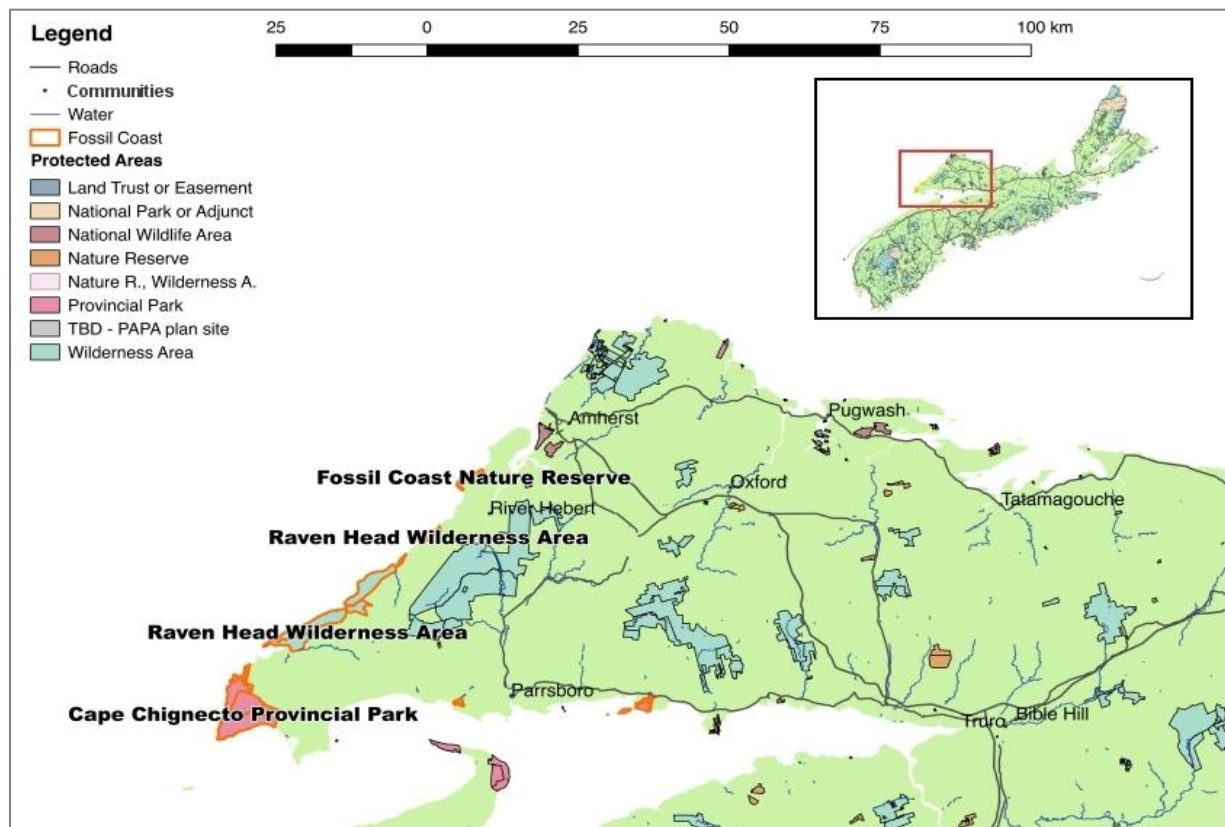 Legend
25 0 25 50 75 100 km
Roads
Communities
Water
Fossil Coast
Protected Areas
Land Trust or Easement
National Park or Adjunct
National Wildlife Area
Nature Reserve
Nature R., Wilderness A.
Provincial Park
TBD - PAPA plan site
Wilderness Area
Pugwash
Amherst
Fossil Coast Nature Reserve
Oxford
Tatamagouche
River Hebert
Raven Head Wilderness Area
Raven Head Wilderness Area
Parrsboro
Cape Chignecto Provincial Park
Truro
Bible Hill